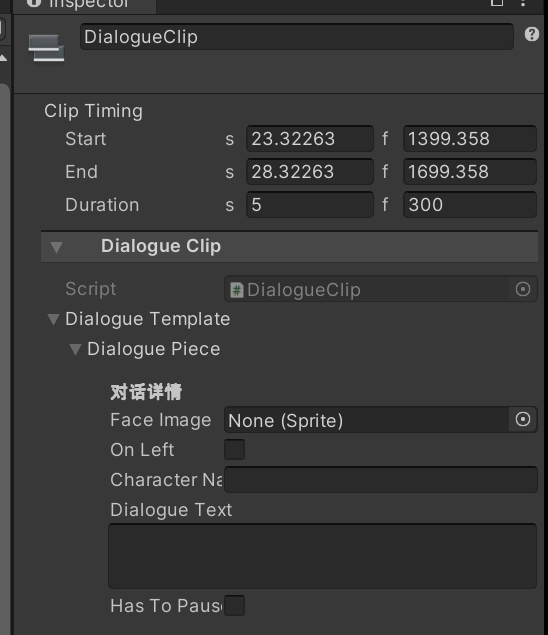 Inspector
DialogueClip
Clip Timing
Start s 23.32263 f 1399.358
End s 28.32263 f 1699.358
Duration s 5 f 300
Dialogue Clip
Script # DialogueClip
Dialogue Template
Dialogue Piece
对话详情
Face Image None (Sprite)
On Left
Character Na
Dialogue Text
Has To Paus